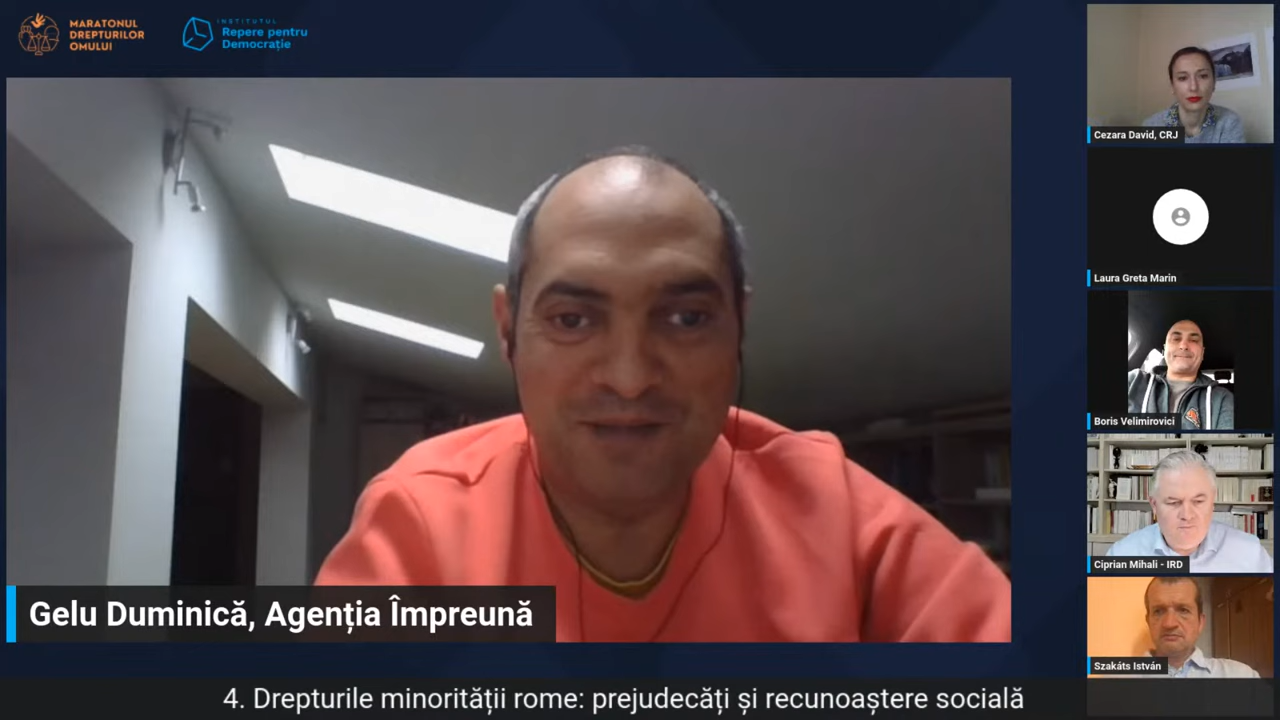 MARATONUL
DREPTURILOR
OMULUI
INSTITUTUL
Repere pentru
Democrație
Cezara David, CRJ
Laura Greta Marin
Boris Velimirovici
Ciprian Mihali - IRD
Szakáts István
Gelu Duminică, Agenția Împreună
4. Drepturile minorității rome: prejudecăți și recunoaștere socială